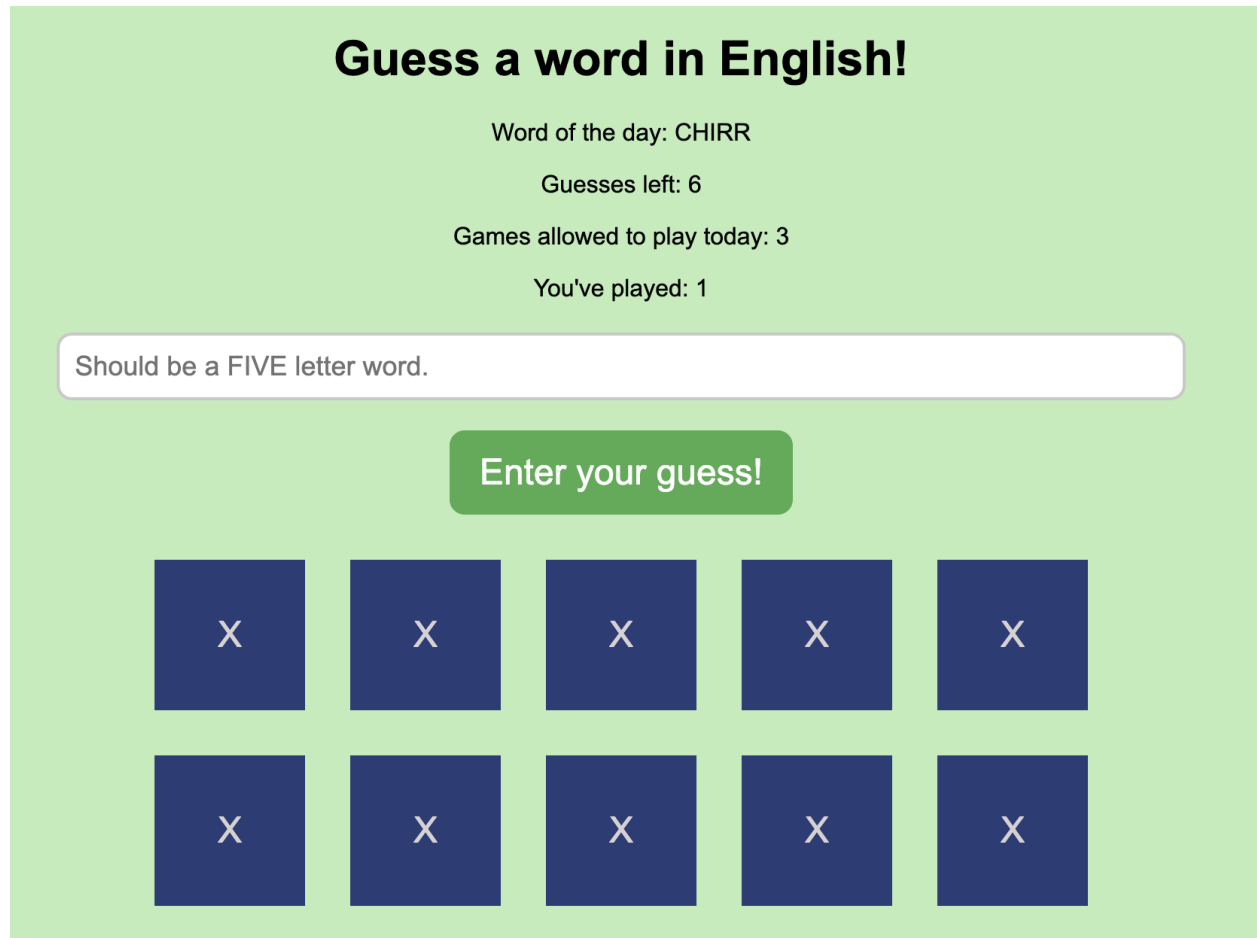 Guess a word in English!
Word of the day: CHIRR
Guesses left: 6
Games allowed to play today: 3
You've played: 1
Should be a FIVE letter word.
Enter your guess!
X X X X X
X X X X X